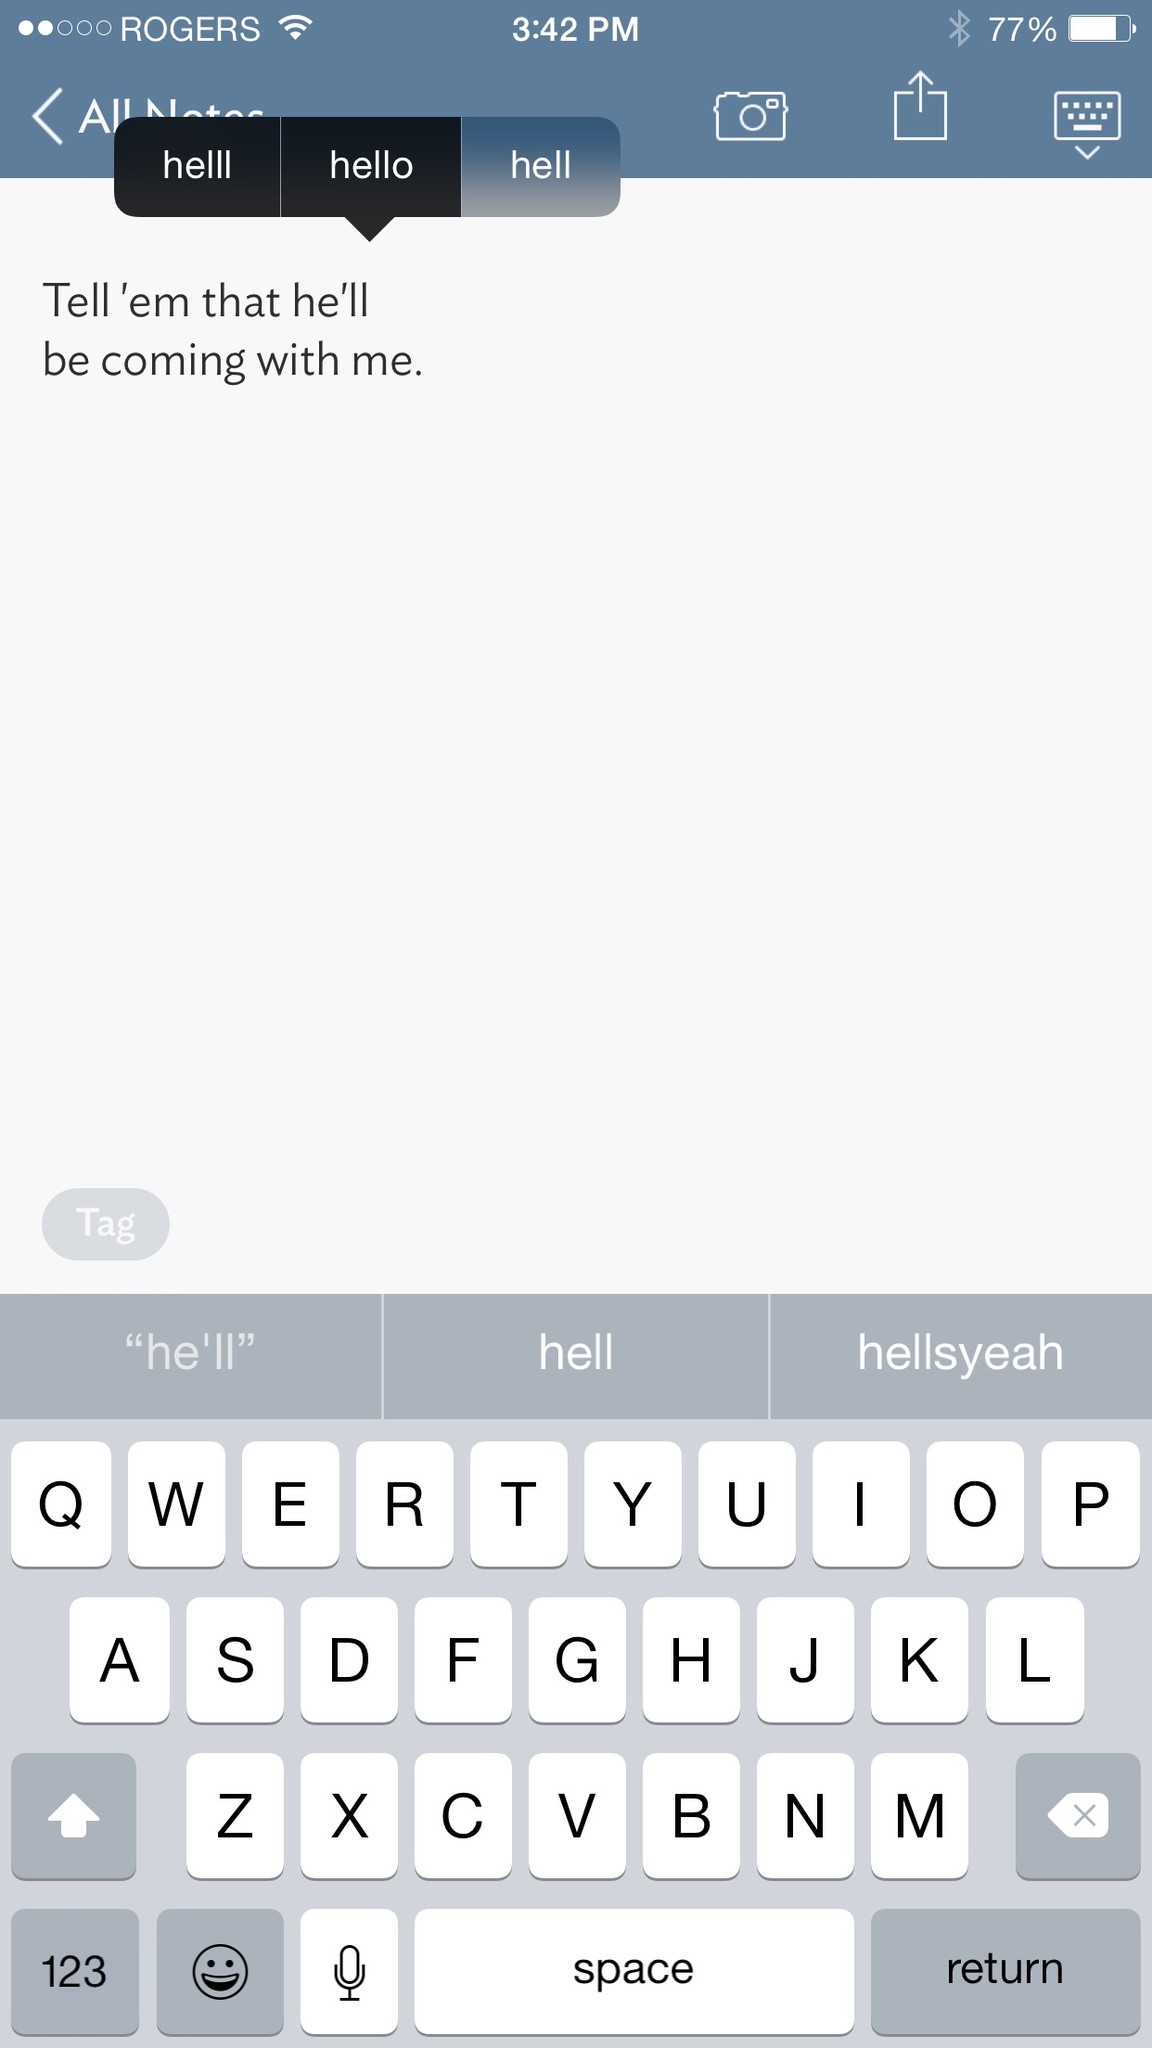 ROGERS 3:42 PM 77%
All Notes
helll hello hell
Tell 'em that he'll
be coming with me.
Tag
“he'll” hell hellsyeah
Q W E R T Y U I O P
A S D F G H J K L
Z X C V B N M
123 space return